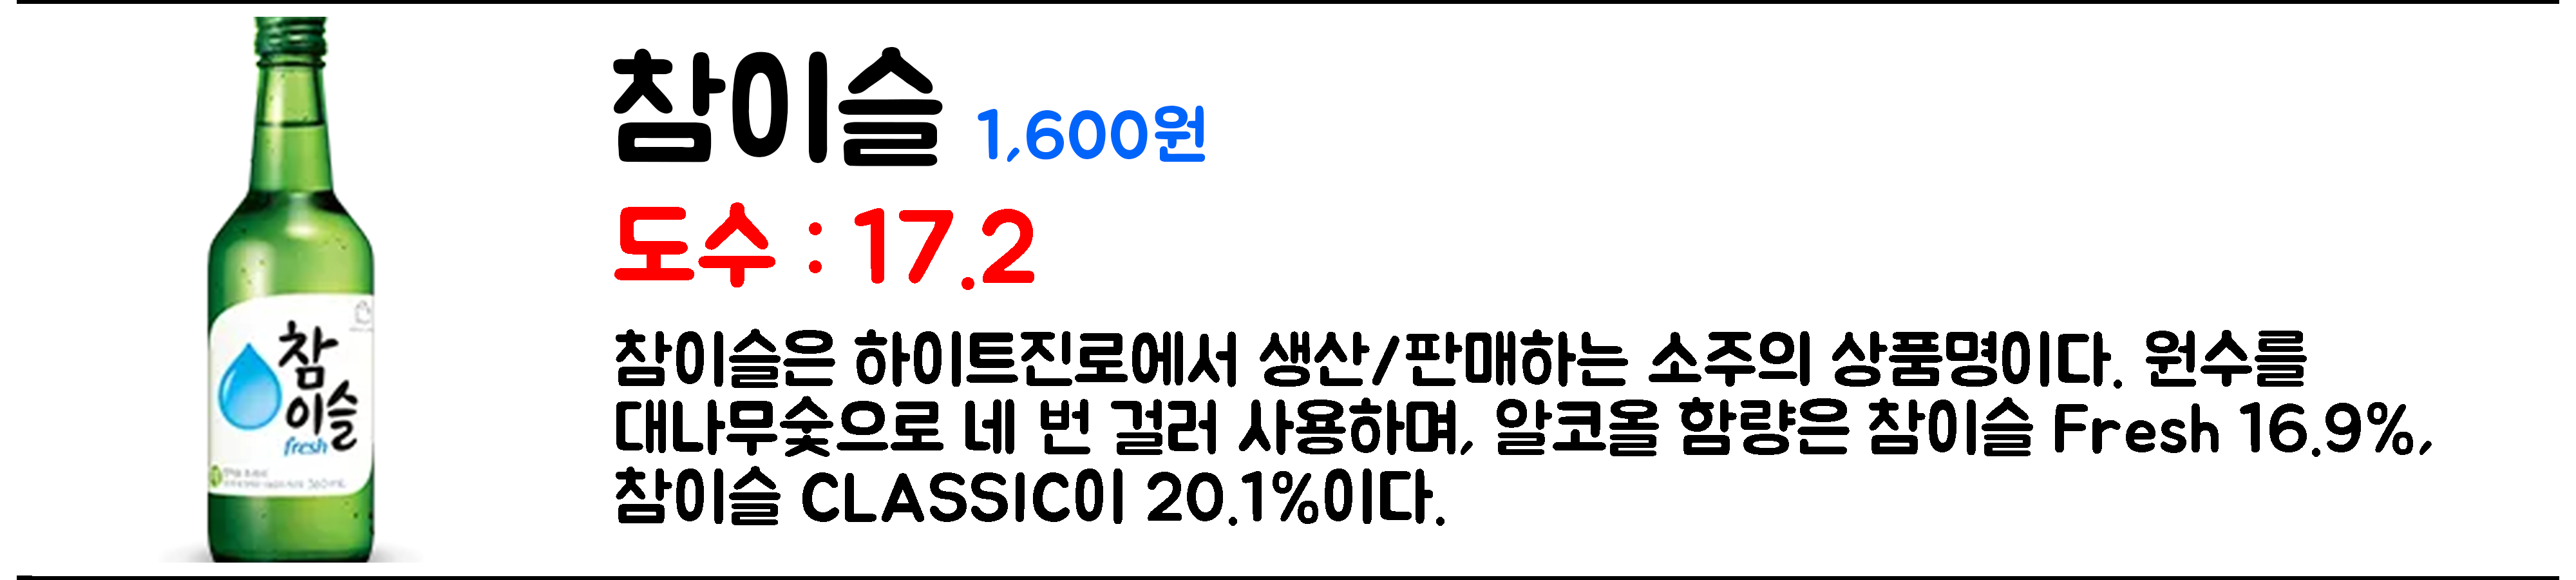 참이슬 1,600원
도수 : 17.2
참이슬은 하이트진로에서 생산/판매하는 소주의 상품명이다. 원수를
대나무숯으로 네 번 걸러 사용하며, 알코올 함량은 참이슬 Fresh 16.9%,
참이슬 CLASSIC이 20.1%이다.
참
이슬
fresh